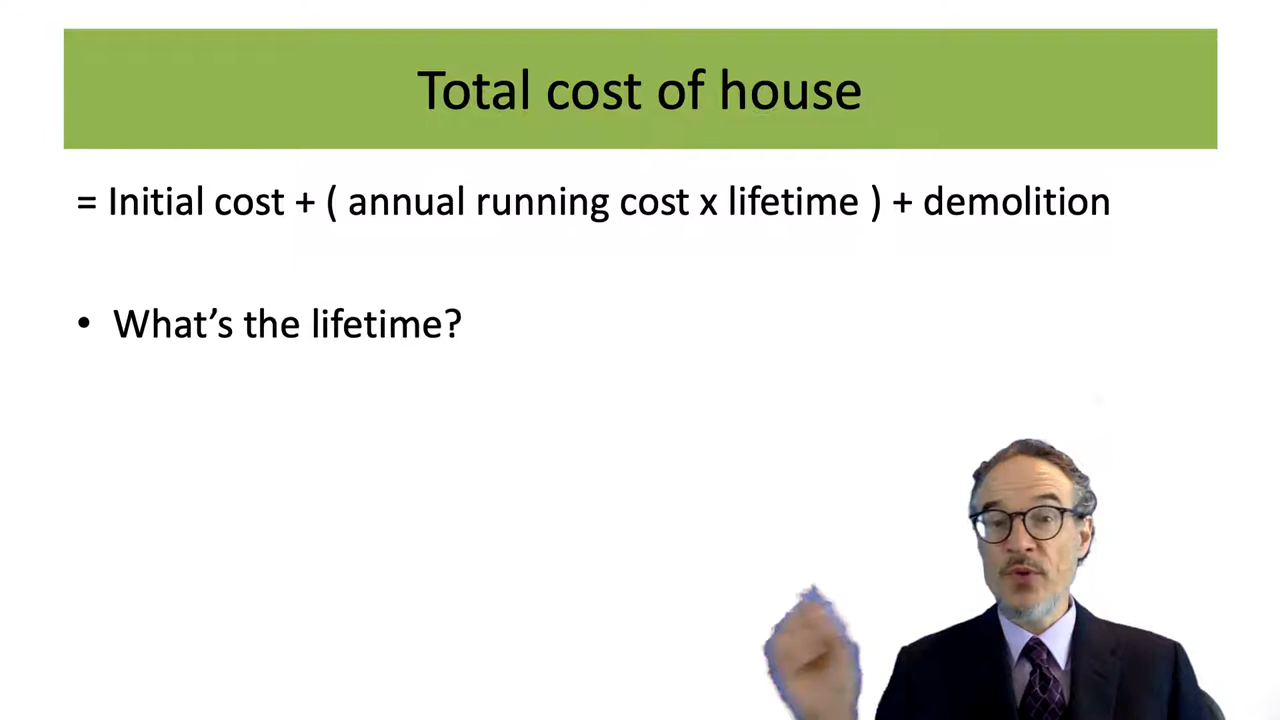 Total cost of house
= Initial cost + ( annual running cost x lifetime ) + demolition
• What’s the lifetime?